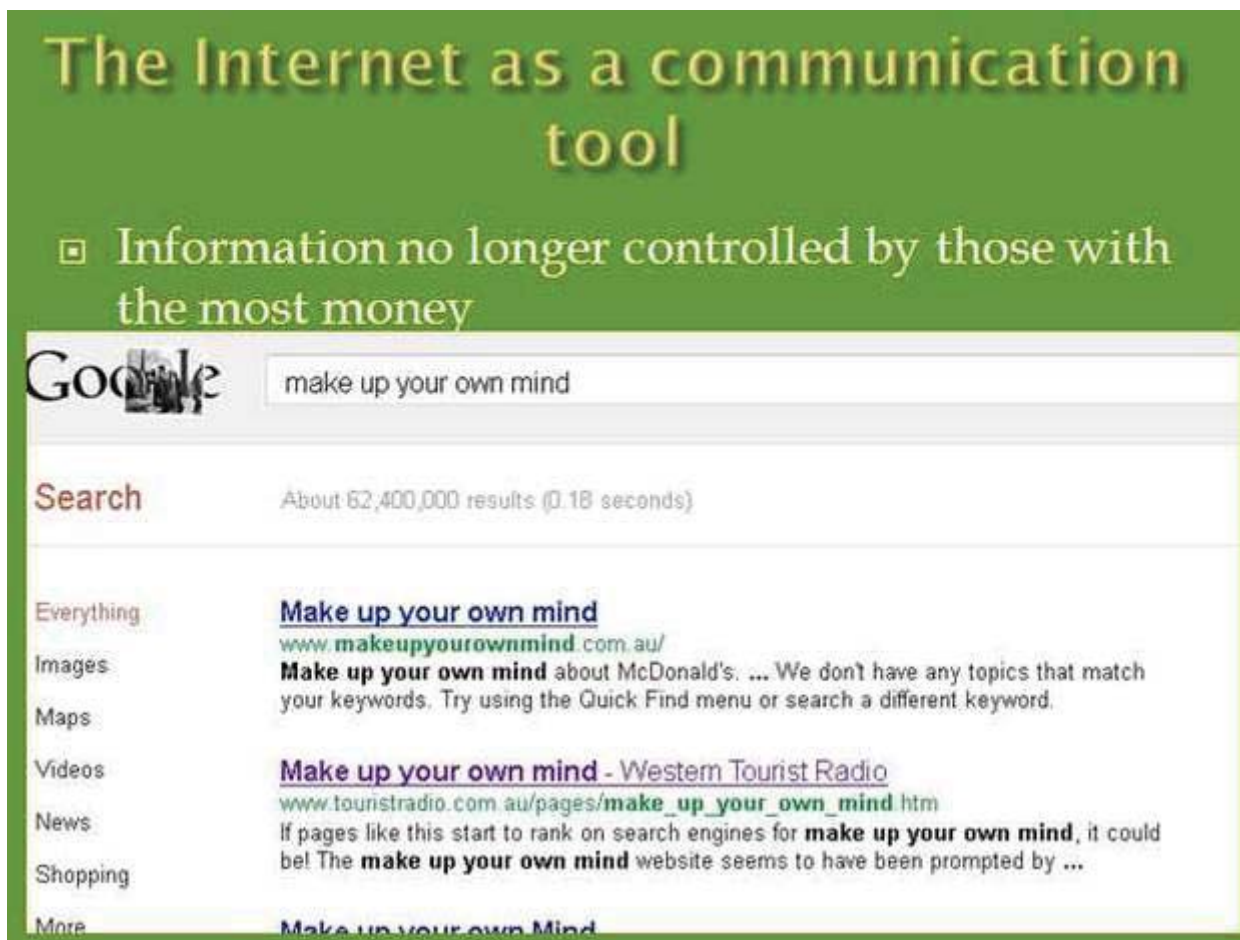 The Internet as a communication
tool
Information no longer controlled by those with
the most money
Google
make up your own mind
Search
About 62,400,000 results (0.18 seconds)
Everything
Images
Maps
Videos
News
Shopping
More
Make up your own mind
www.makeupyourownmind.com.au/
Make up your own mind about McDonald's. ... We don't have any topics that match
your keywords. Try using the Quick Find menu or search a different keyword.
Make up your own mind - Western Tourist Radio
www.touristradio.com.au/pages/make_up_your_own_mind.htm
If pages like this start to rank on search engines for make up your own mind, it could
be! The make up your own mind website seems to have been prompted by ...
Make up your own Mind